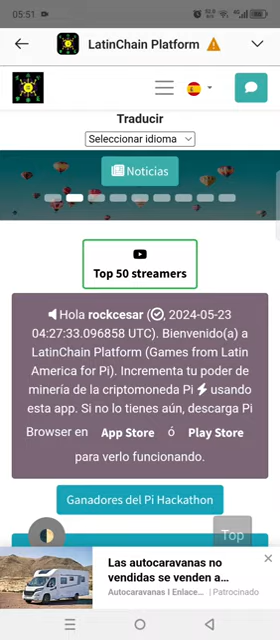 05:51
85
LatinChain Platform
Traducir
Seleccionar idioma
Noticias
Top 50 streamers
Hola rockcesar (, 2024-05-23
04:27:33.096858 UTC). Bienvenido(a) a
LatinChain Platform (Games from Latin
America for Pi). Incrementa tu poder
de minería de la criptomoneda Pi usando
esta app. Si no lo tienes aún, descarga Pi
Browser en App Store ó Play Store
para verlo funcionando.
Ganadores del Pi Hackathon
Top
Las autocaravanas no
vendidas se venden a…
Autocaravanas | Enlace… | Patrocinado